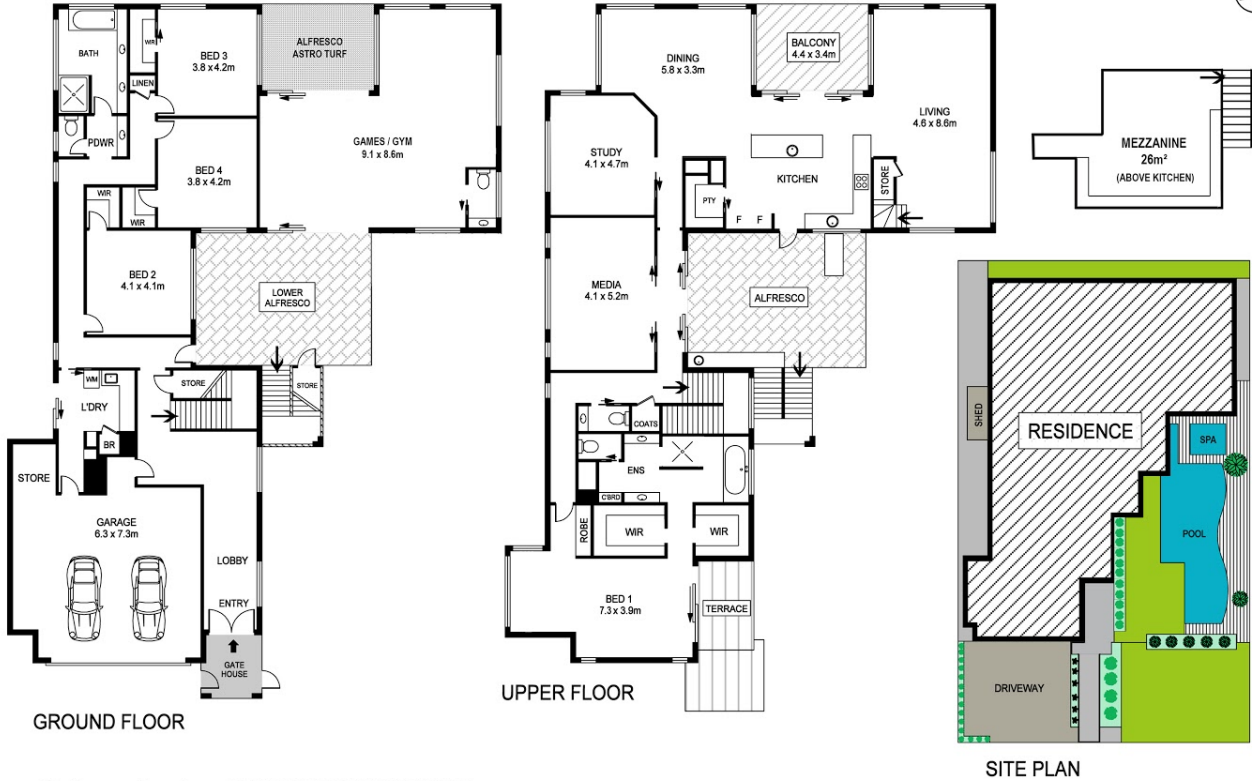 BATH
WIR
BED 3
3.8 x 4.2m
ALFRESCO
ASTRO TURF
LINEN
PDWR
GAMES / GYM
9.1 x 8.6m
BED 4
3.8 x 4.2m
WIR
WIR
BED 2
4.1 x 4.1m
LOWER
ALFRESCO
WM
STORE
STORE
L'DRY
BR
STORE
GARAGE
6.3 x 7.3m
LOBBY
ENTRY
GATE
HOUSE
GROUND FLOOR
DINING
5.8 x 3.3m
BALCONY
4.4 x 3.4m
LIVING
4.6 x 8.6m
STUDY
4.1 x 4.7m
KITCHEN
STORE
PTY
F F
MEDIA
4.1 x 5.2m
ALFRESCO
COATS
ENS
C'BRD
ROBE
WIR
WIR
BED 1
7.3 x 3.9m
TERRACE
UPPER FLOOR
MEZZANINE
26m²
(ABOVE KITCHEN)
SHED
RESIDENCE
SPA
POOL
DRIVEWAY
SITE PLAN